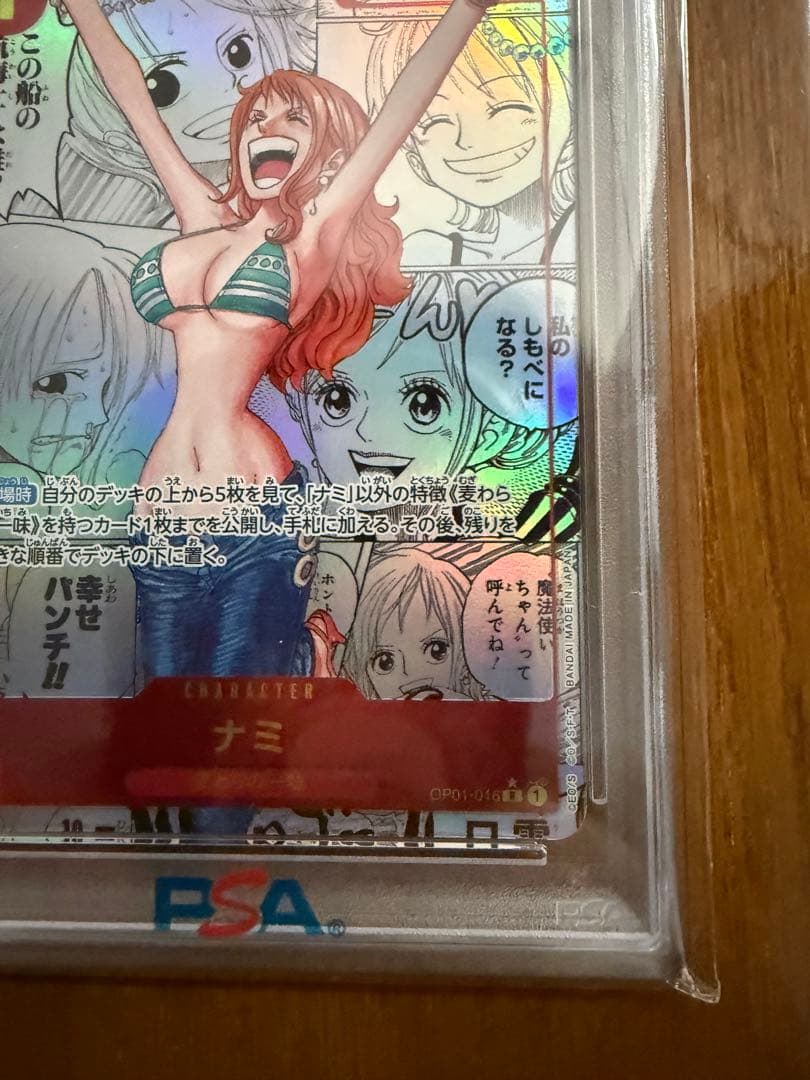 この船の
私の
しもべに
なる?
場時 自分のデッキの上から5枚を見て、「ナミ」以外の特徴《麦わら
一味》を持つカード1枚までを公開し、手札に加える。その後、残りを
きな順番でデッキの下に置く。
幸せ
パンチ!!
ホント
魔法使い
ちゃん〟って
呼んでね!
BANDAI MADE IN JAPAN
CHARACTER
ナミ
OP01-016 R 1
PSA®